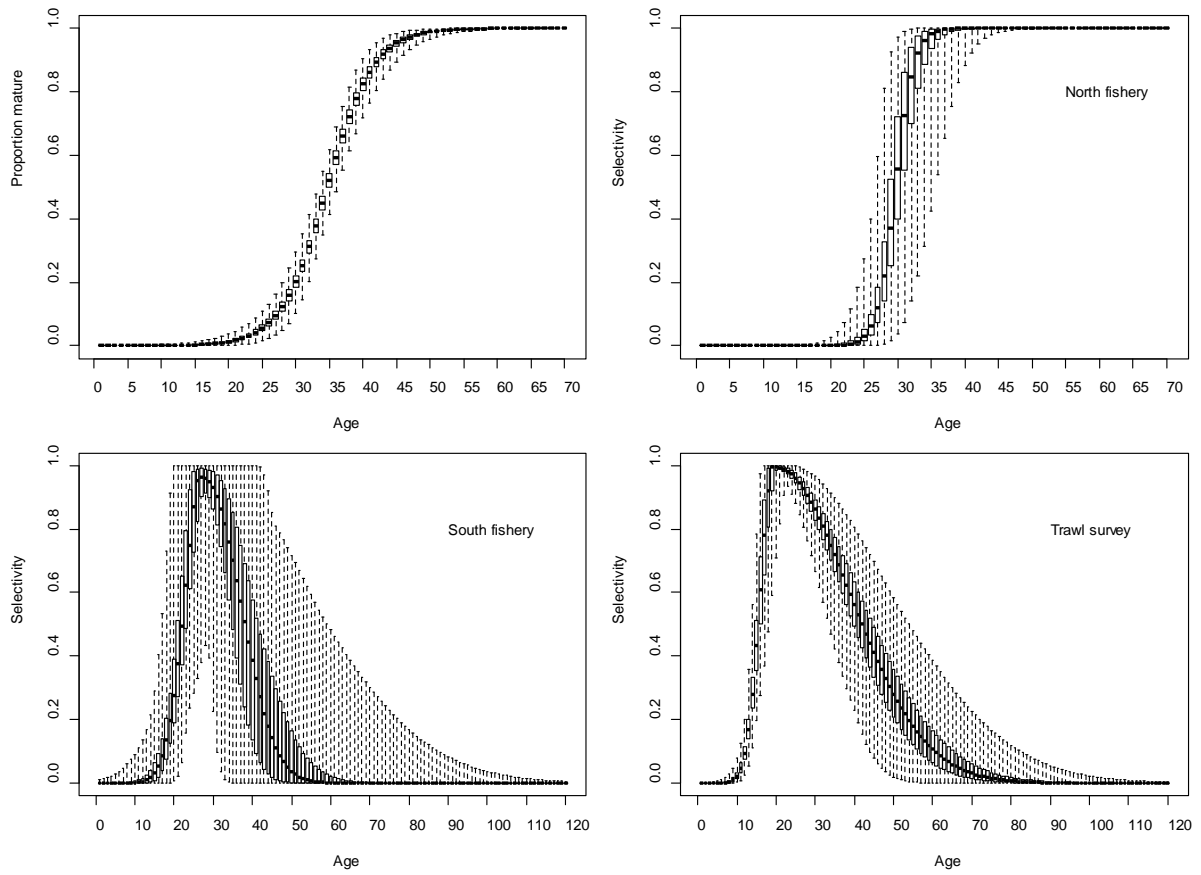 Proportion mature
1.0
0.8
0.6
0.4
0.2
0.0
0 5 10 15 20 25 30 35 40 45 50 55 60 65 70
Age
Selectivity
1.0
0.8
0.6
0.4
0.2
0.0
North fishery
0 5 10 15 20 25 30 35 40 45 50 55 60 65 70
Age
Selectivity
1.0
0.8
0.6
0.4
0.2
0.0
South fishery
0 10 20 30 40 50 60 70 80 90 100 120
Age
Selectivity
1.0
0.8
0.6
0.4
0.2
0.0
Trawl survey
0 10 20 30 40 50 60 70 80 90 100 110 120
Age